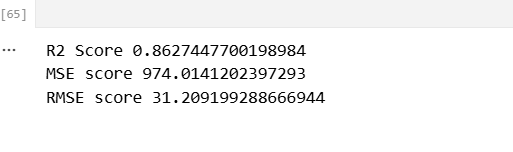 [65]
... R2 Score 0.8627447700198984
MSE score 974.0141202397293
RMSE score 31.209199288666944